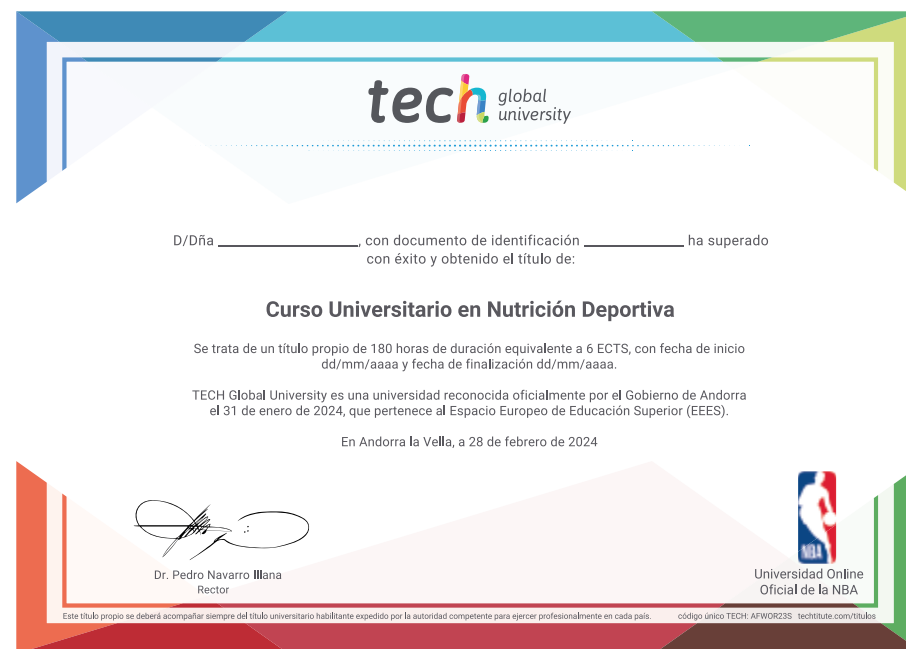 tech global university
D/Dña ____________________, con documento de identificación ______________ ha superado
con éxito y obtenido el título de:
Curso Universitario en Nutrición Deportiva
Se trata de un título propio de 180 horas de duración equivalente a 6 ECTS, con fecha de inicio
dd/mm/aaaa y fecha de finalización dd/mm/aaaa.
TECH Global University es una universidad reconocida oficialmente por el Gobierno de Andorra
el 31 de enero de 2024, que pertenece al Espacio Europeo de Educación Superior (EEES).
En Andorra la Vella, a 28 de febrero de 2024
Dr. Pedro Navarro Illana
Rector
NBA
Universidad Online
Oficial de la NBA
Este título propio se deberá acompañar siempre del título universitario habilitante expedido por la autoridad competente para ejercer profesionalmente en cada país.
código único TECH: AFWOR23S techtitute.com/titulos